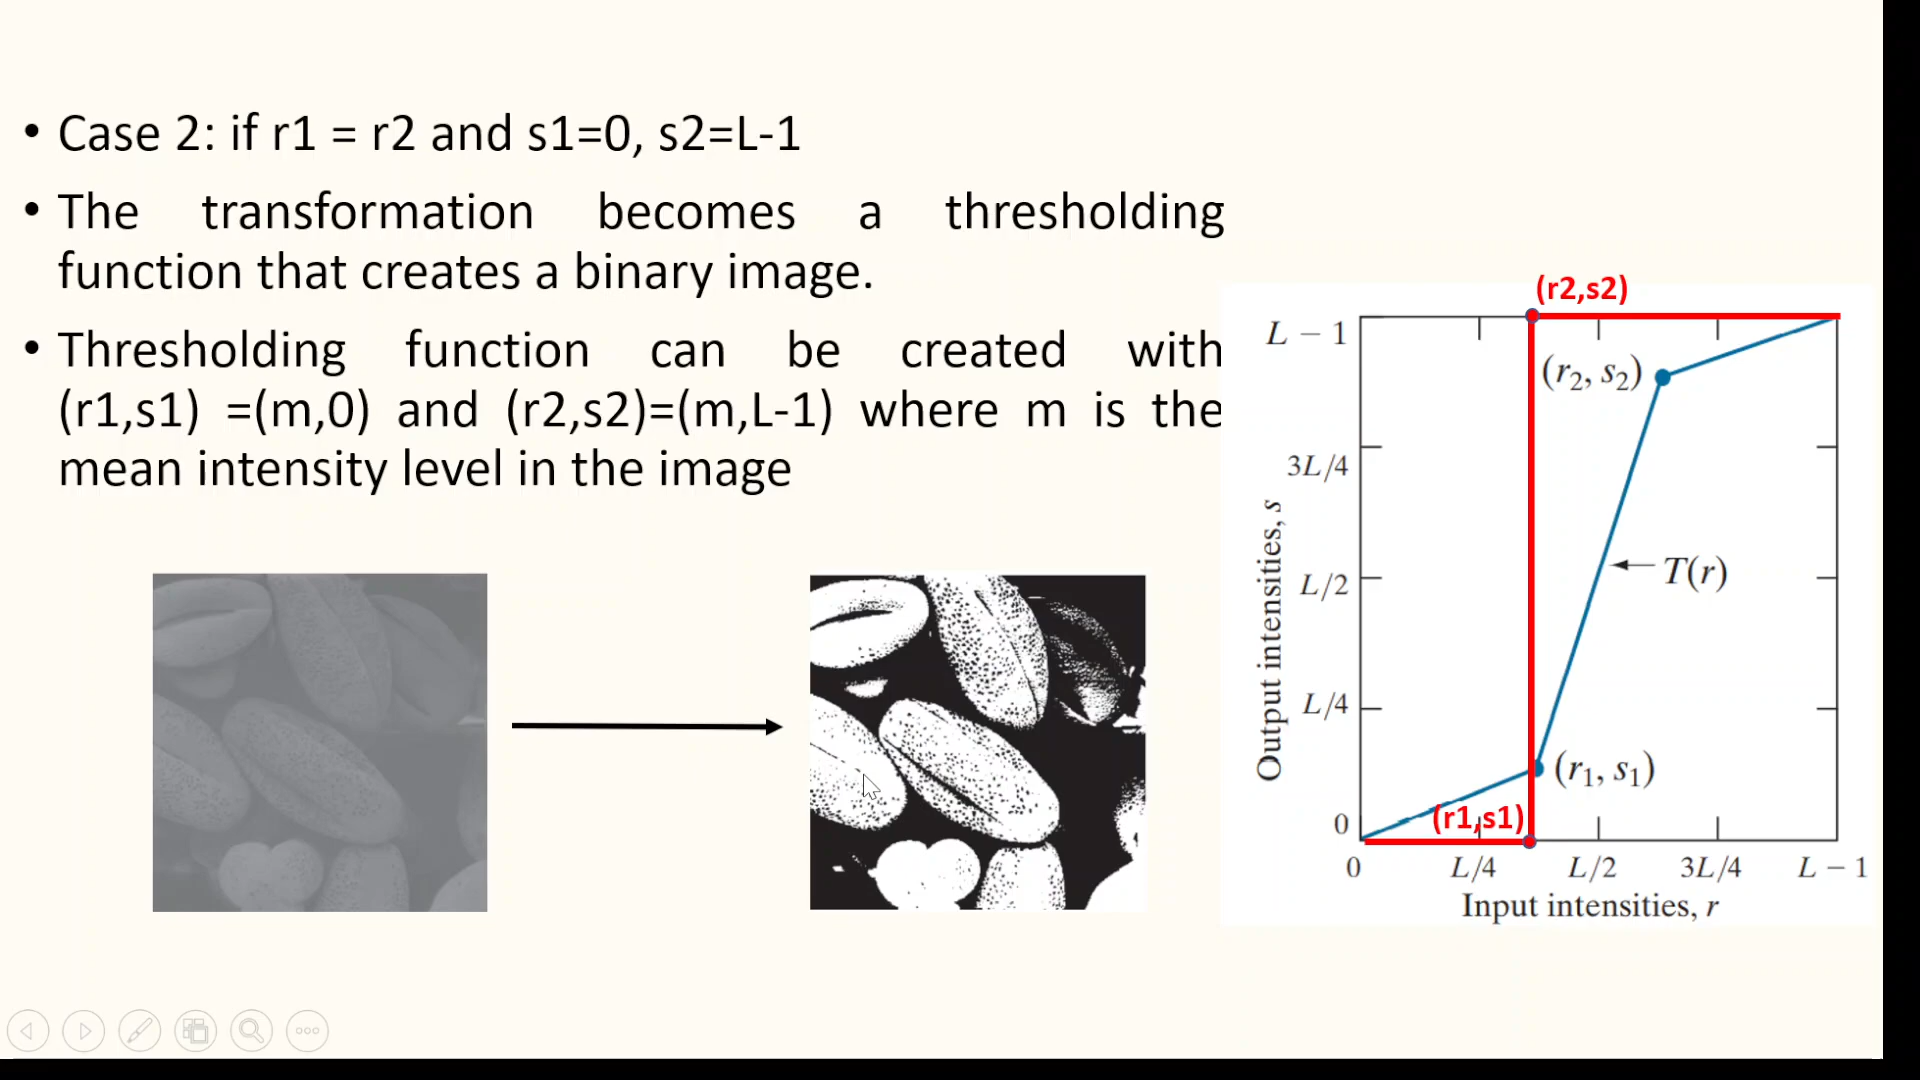 • Case 2: if r1 = r2 and s1=0, s2=L-1
• The transformation becomes a thresholding
function that creates a binary image.
• Thresholding function can be created with
(r1,s1) =(m,0) and (r2,s2)=(m,L-1) where m is the
mean intensity level in the image
(r2,s2)
L − 1
(r₂, s₂)
3L/4
Output intensities, s
L/2
T(r)
L/4
(r₁, s₁)
(r1,s1)
0
0 L/4 L/2 3L/4 L − 1
Input intensities, r